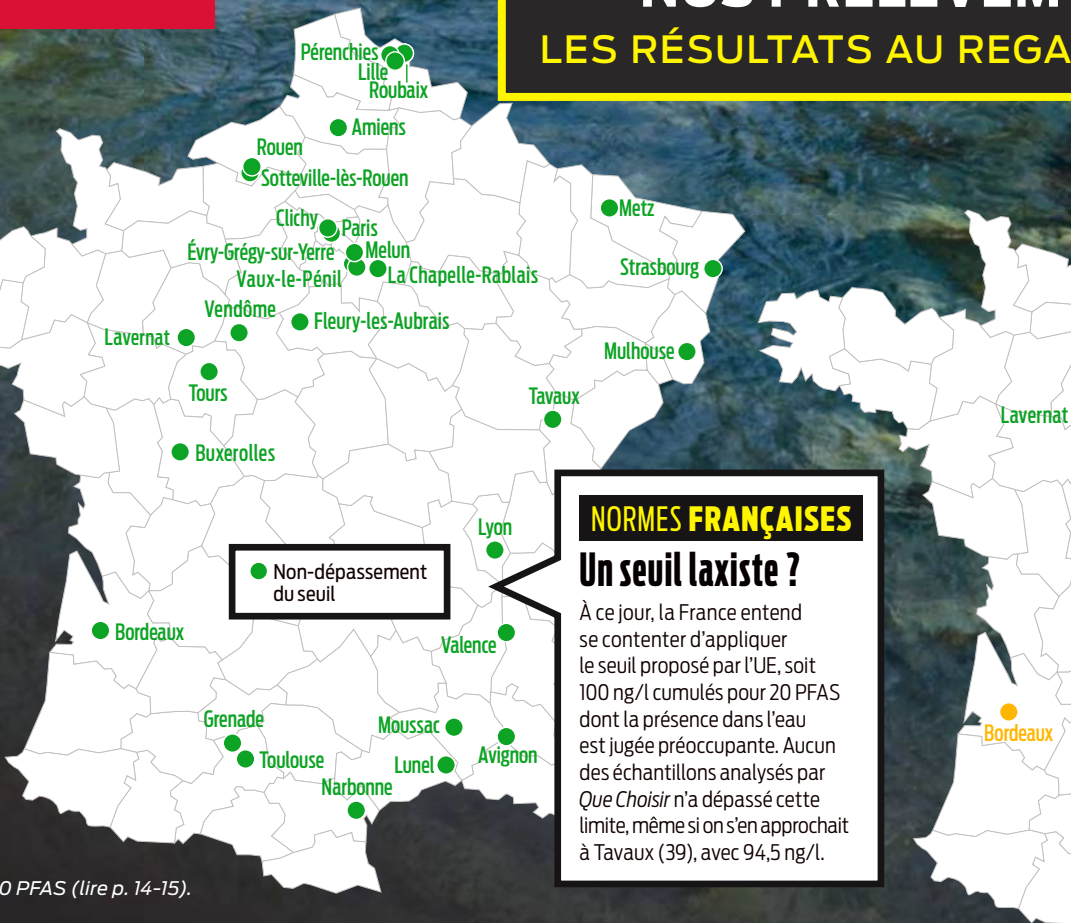 LES RÉSULTATS AU REGA
Pérenchies
Lille
Roubaix
Amiens
Rouen
Sotteville-lès-Rouen
Clichy
Paris
Évry-Grégy-sur-Yerre
Melun
Vaux-le-Pénil
La Chapelle-Rablais
Metz
Strasbourg
Vendôme
Fleury-les-Aubrais
Lavernat
Tours
Mulhouse
Tavaux
Buxerolles
Lyon
Non-dépassement
du seuil
Bordeaux
Valence
Grenade
Toulouse
Moussac
Lunel
Avignon
Narbonne
NORMES FRANÇAISES
Un seuil laxiste ?
À ce jour, la France entend
se contenter d'appliquer
le seuil proposé par l'UE, soit
100 ng/l cumulés pour 20 PFAS
dont la présence dans l'eau
est jugée préoccupante. Aucun
des échantillons analysés par
Que Choisir n'a dépassé cette
limite, même si on s'en approchait
à Tavaux (39), avec 94,5 ng/l.
Lavernat
Bordeaux
0 PFAS (lire p. 14-15).